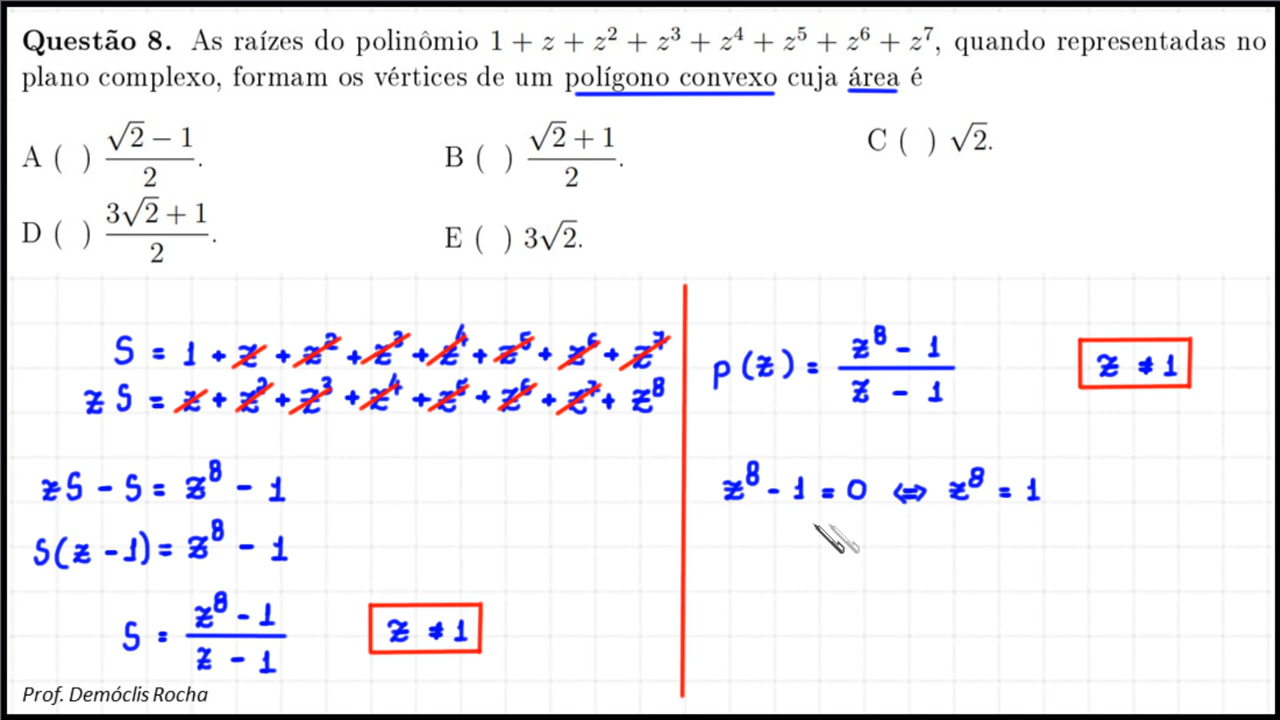 Questão 8. As raízes do polinômio 1 + z + z² + z³ + z⁴ + z⁵ + z⁶ + z⁷, quando representadas no
plano complexo, formam os vértices de um polígono convexo cuja área é
A ( ) (√2 − 1)/2.
B ( ) (√2 + 1)/2.
C ( ) √2.
D ( ) (3√2 + 1)/2.
E ( ) 3√2.
S = 1 + z + z² + z³ + z⁴ + z⁵ + z⁶ + z⁷
zS = z + z² + z³ + z⁴ + z⁵ + z⁶ + z⁷ + z⁸
zS - S = z⁸ - 1
S(z - 1) = z⁸ - 1
S = (z⁸ - 1)/(z - 1)
z ≠ 1
p(z) = (z⁸ - 1)/(z - 1)
z ≠ 1
z⁸ - 1 = 0 ⇔ z⁸ = 1
Prof. Demóclis Rocha